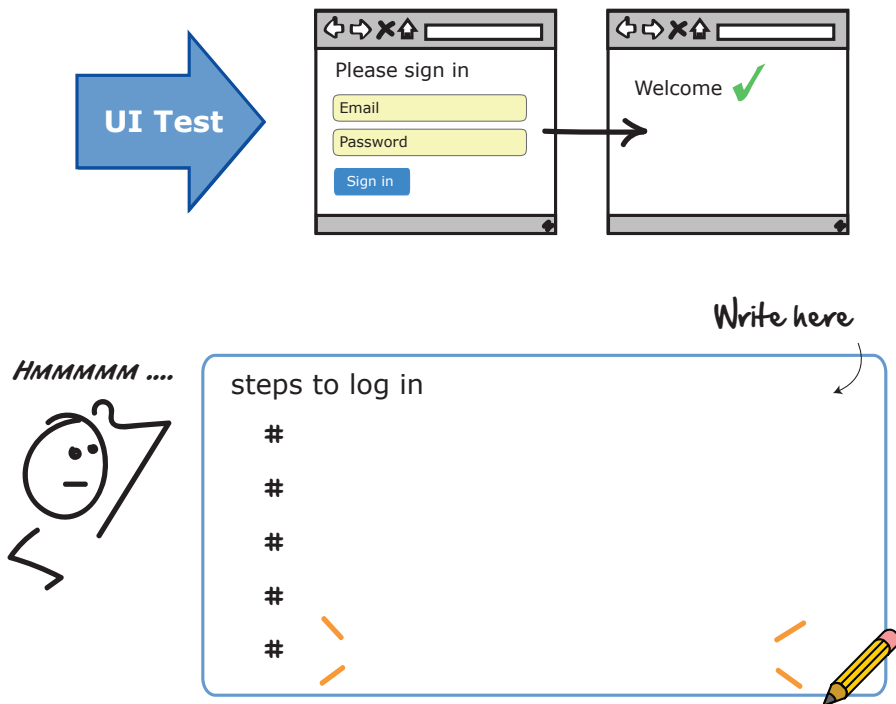 UI Test
Please sign in
Email
Password
Sign in
Welcome
Write here
HMMMMM ....
steps to log in
#
#
#
#
#